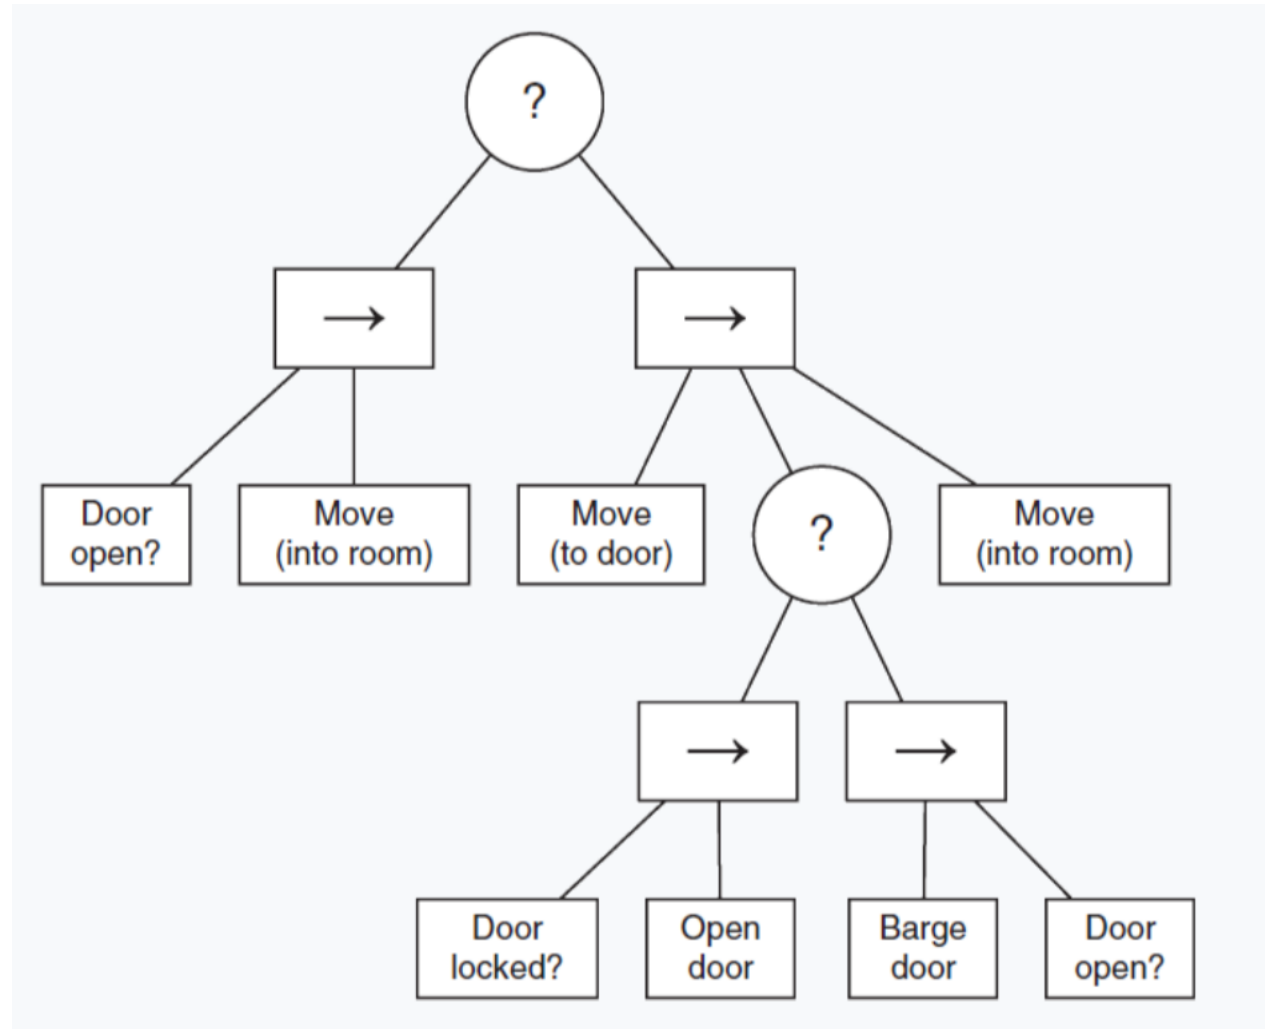 ?
→
→
Door
open?
Move
(into room)
Move
(to door)
?
Move
(into room)
→
→
Door
locked?
Open
door
Barge
door
Door
open?